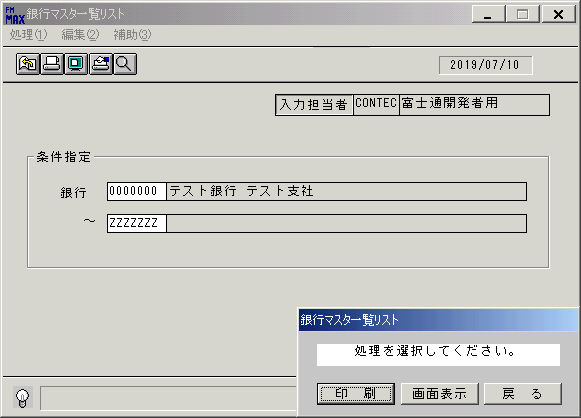 FM MAX 銀行マスタ一覧リスト
処理(1) 編集(2) 補助(3)
2019/07/10
入力担当者 CONTEC 富士通開発者用
条件指定
銀行 0000000 テスト銀行 テスト支社
～ ZZZZZZZ
銀行マスター覧リスト
処理を選択してください。
印 刷 画面表示 戻 る